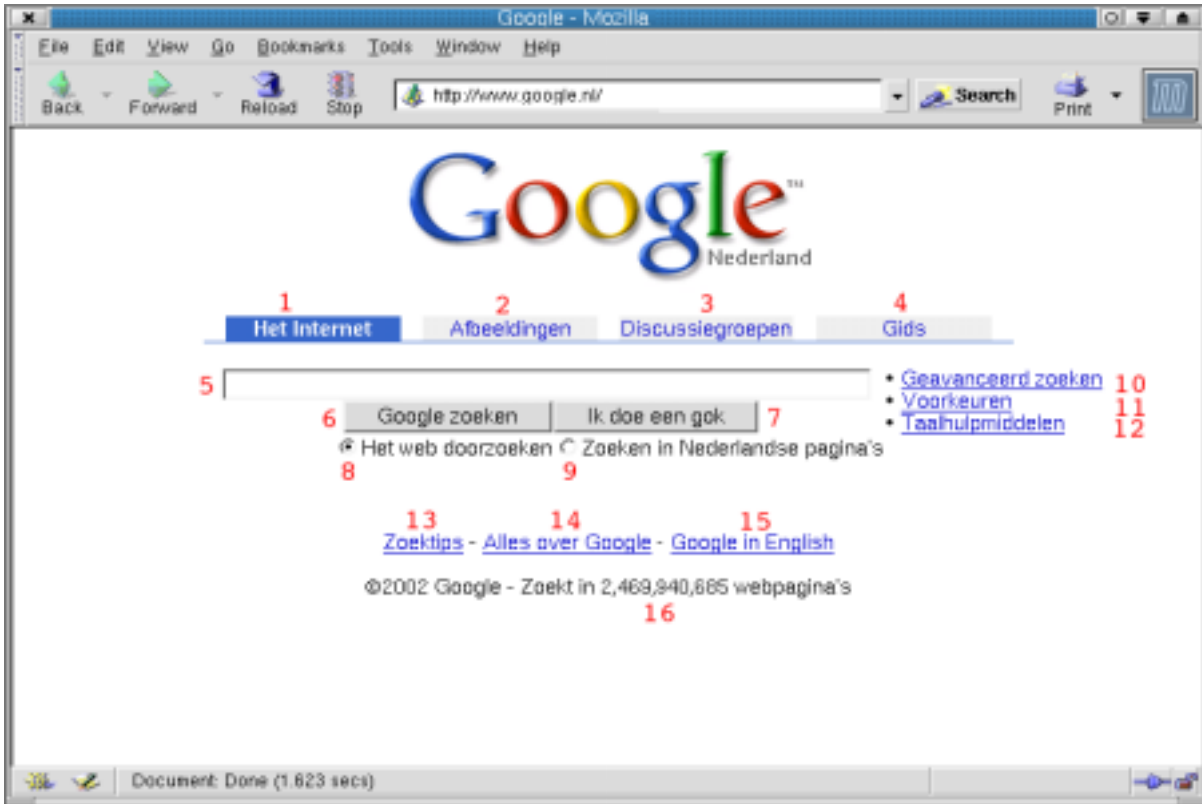 Google - Mozilla
File Edit View Go Bookmarks Tools Window Help
Back Forward Reload Stop http://www.google.nl/ Search Print
Google™
Nederland
1 2 3 4
Het Internet Afbeeldingen Discussiegroepen Gids
5
• Geavanceerd zoeken 10
• Voorkeuren 11
• Taalhulpmiddelen 12
6 Google zoeken Ik doe een gok 7
Het web doorzoeken Zoeken in Nederlandse pagina's
8 9
13 14 15
Zoektips - Alles over Google - Google in English
©2002 Google - Zoekt in 2,469,940,685 webpagina's
16
Document: Done (1.623 secs)